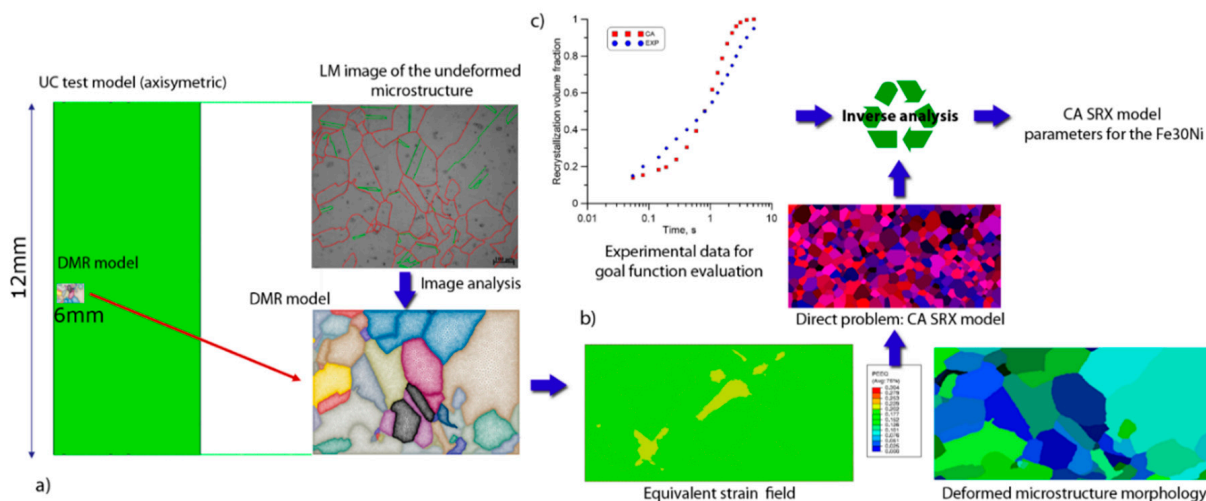 c)
1
0.8
0.6
0.4
0.2
0
CA
EXP
Recrystallization volume fraction
0.01
0.1
1
10
Time, s
Experimental data for
goal function evaluation
Inverse analysis
CA SRX model
parameters for the Fe30Ni
UC test model (axisymetric)
LM image of the undeformed
microstructure
12mm
DMR model
6mm
Image analysis
DMR model
a)
Direct problem: CA SRX model
b)
PEEQ
(Avg: 75%)
Equivalent strain field
Deformed microstructure morphology